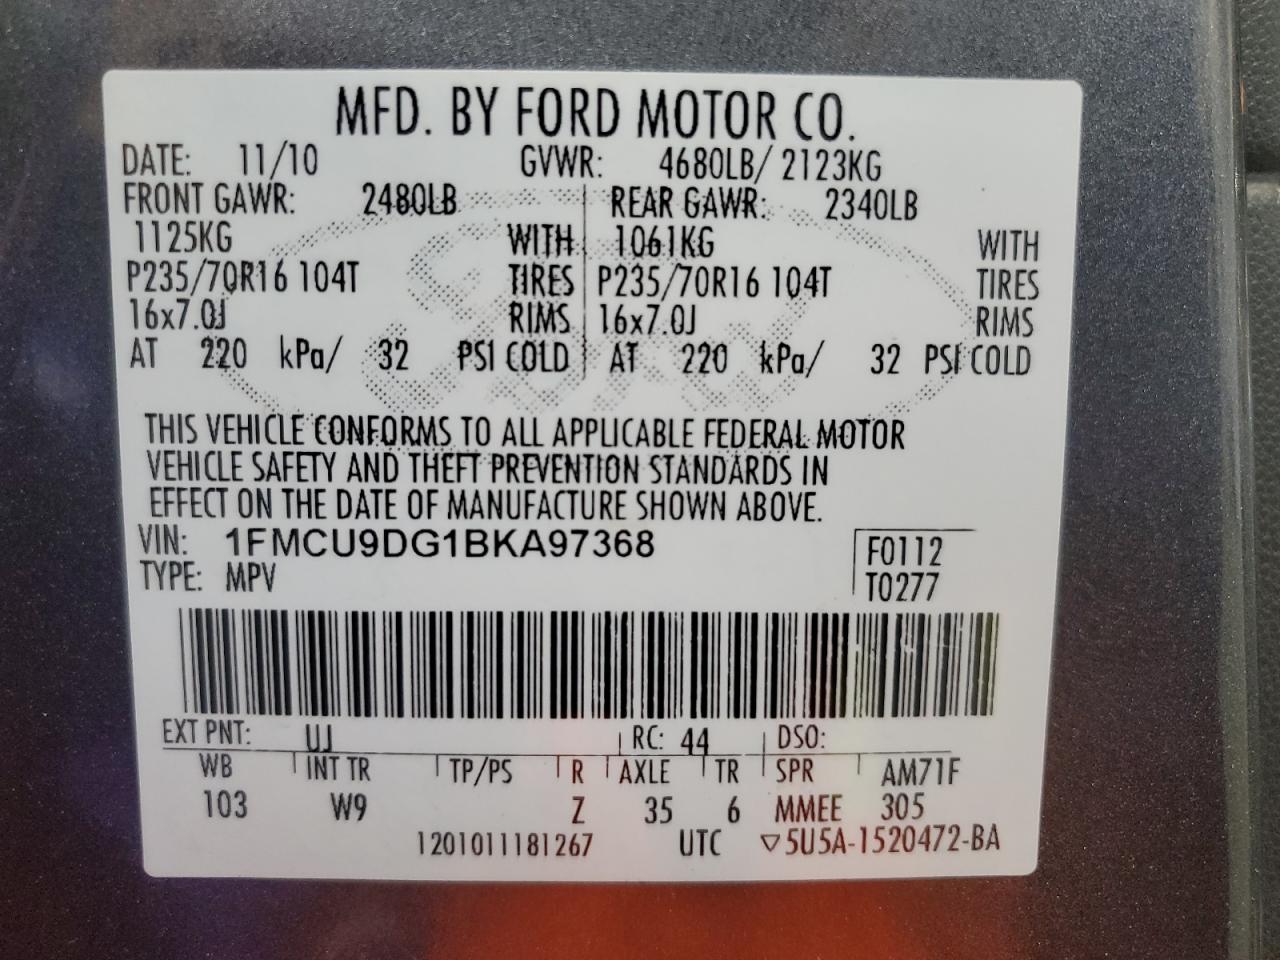 MFD. BY FORD MOTOR CO.
DATE: 11/10 GVWR: 4680LB/ 2123KG
FRONT GAWR: 2480LB REAR GAWR: 2340LB
1125KG WITH 1061KG WITH
P235/70R16 104T TIRES P235/70R16 104T TIRES
16x7.0J RIMS 16x7.0J RIMS
AT 220 kPa/ 32 PSI COLD AT 220 kPa/ 32 PSI COLD
THIS VEHICLE CONFORMS TO ALL APPLICABLE FEDERAL MOTOR
VEHICLE SAFETY AND THEFT PREVENTION STANDARDS IN
EFFECT ON THE DATE OF MANUFACTURE SHOWN ABOVE.
VIN: 1FMCU9DG1BKA97368 F0112
TYPE: MPV T0277
EXT PNT: UJ RC: 44 DSO:
WB INT TR TP/PS R AXLE TR SPR AM71F
103 W9 Z 35 6 MMEE 305
1201011181267 UTC ▽5U5A-1520472-BA